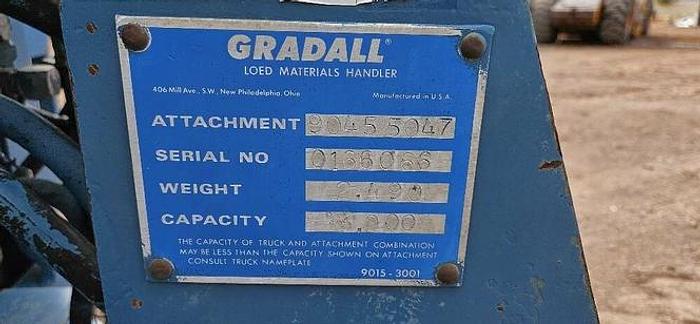 GRADALL®
LOED MATERIALS HANDLER
406 Mill Ave., S.W., New Philadelphia, Ohio Manufactured in U.S.A.
ATTACHMENT 9045 5047
SERIAL NO
WEIGHT
CAPACITY
THE CAPACITY OF TRUCK AND ATTACHMENT COMBINATION
MAY BE LESS THAN THE CAPACITY SHOWN ON ATTACHMENT
CONSULT TRUCK NAMEPLATE
9015-3001